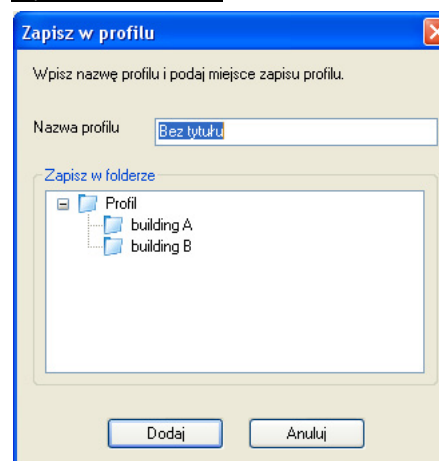 Zapisz w profilu
Wpisz nazwę profilu i podaj miejsce zapisu profilu.
Nazwa profilu Bez tytułu
Zapisz w folderze
Profil
building A
building B
Dodaj Anuluj